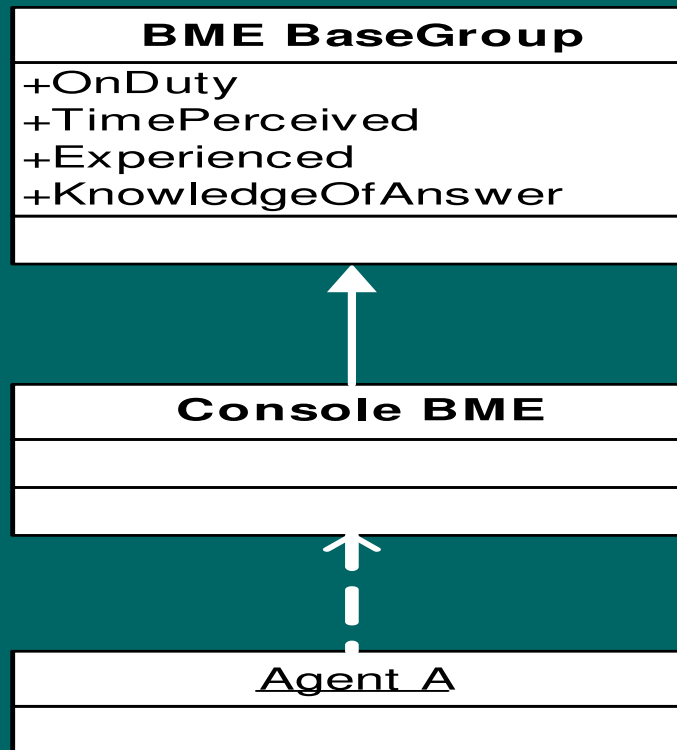 BME BaseGroup
+OnDuty
+TimePerceived
+Experienced
+KnowledgeOfAnswer
Console BME
Agent A